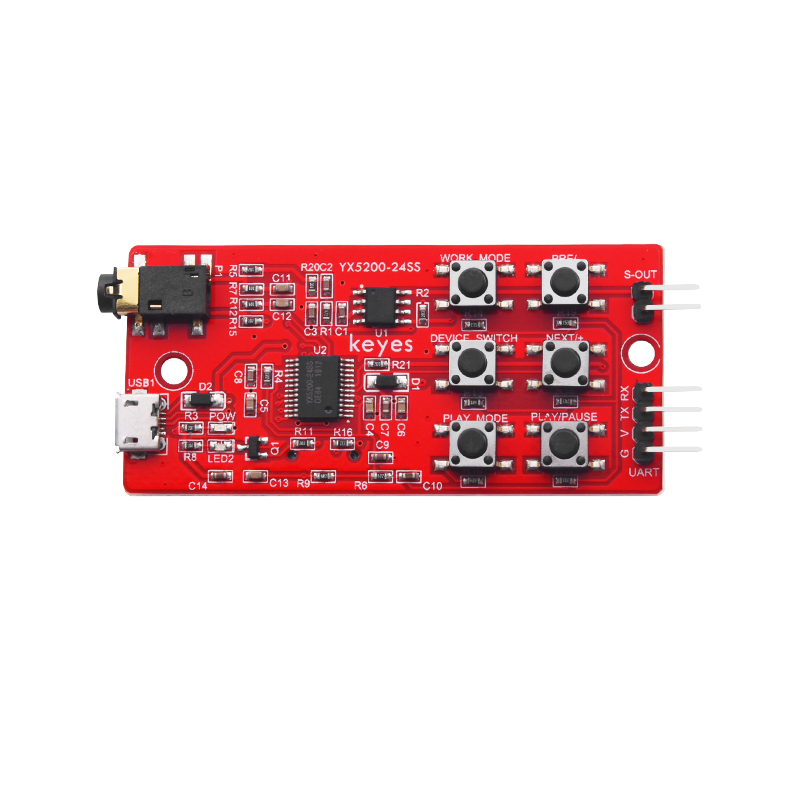 YX5200-24SS
WORK MODE
PRE/-
S-OUT
P1
R5
R7
R12
R15
C11
C12
R20
C2
C3
R1
C1
U1
R2
keyes
DEVICE SWITCH
NEXT/+
U2
R21
D1
USB1
D2
C8
R4
C5
R3
POW
R8
LED2
Q1
R11
R16
C4
C7
C6
C9
PLAY MODE
PLAY/PAUSE
RX
TX
V
G
UART
C14
C13
R9
R6
C10